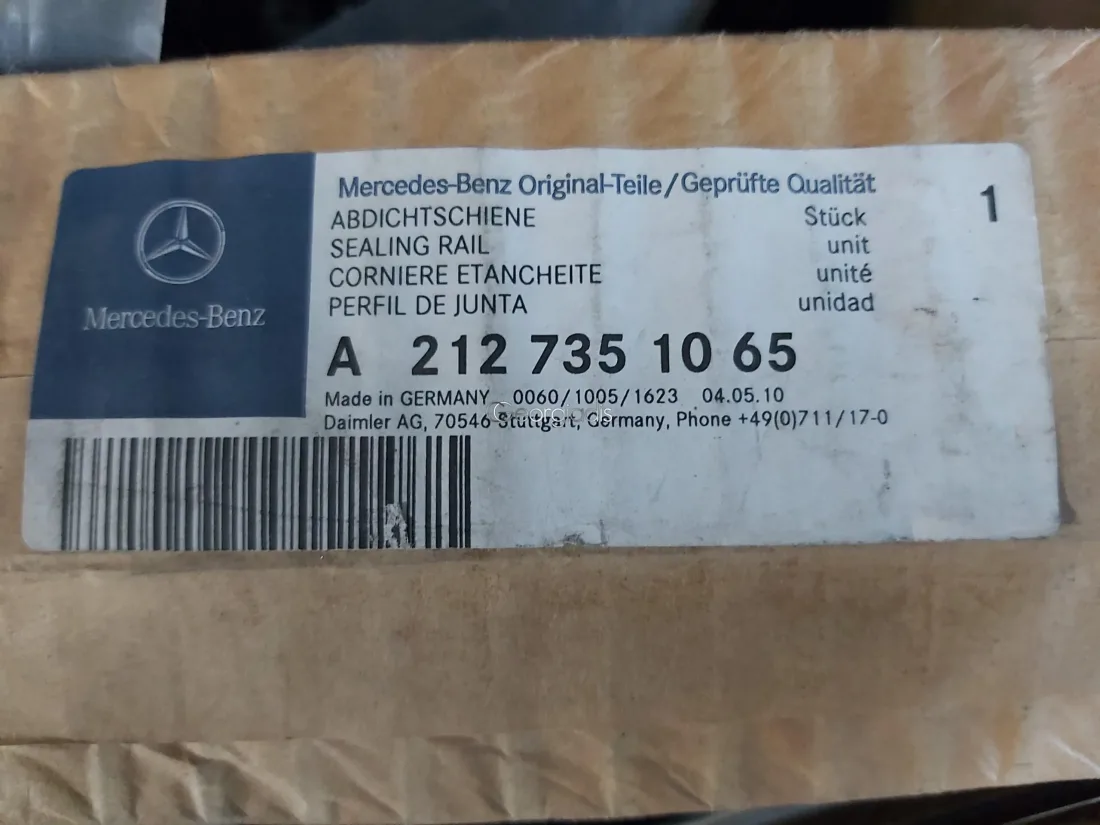 Mercedes-Benz
Mercedes-Benz Original-Teile/Geprüfte Qualität
ABDICHTSCHIENE Stück 1
SEALING RAIL unit
CORNIERE ETANCHEITE unité
PERFIL DE JUNTA unidad
A 212 735 10 65
Made in GERMANY 0060/1005/1623 04.05.10
Daimler AG, 70546 Stuttgart, Germany, Phone +49(0)711/17-0